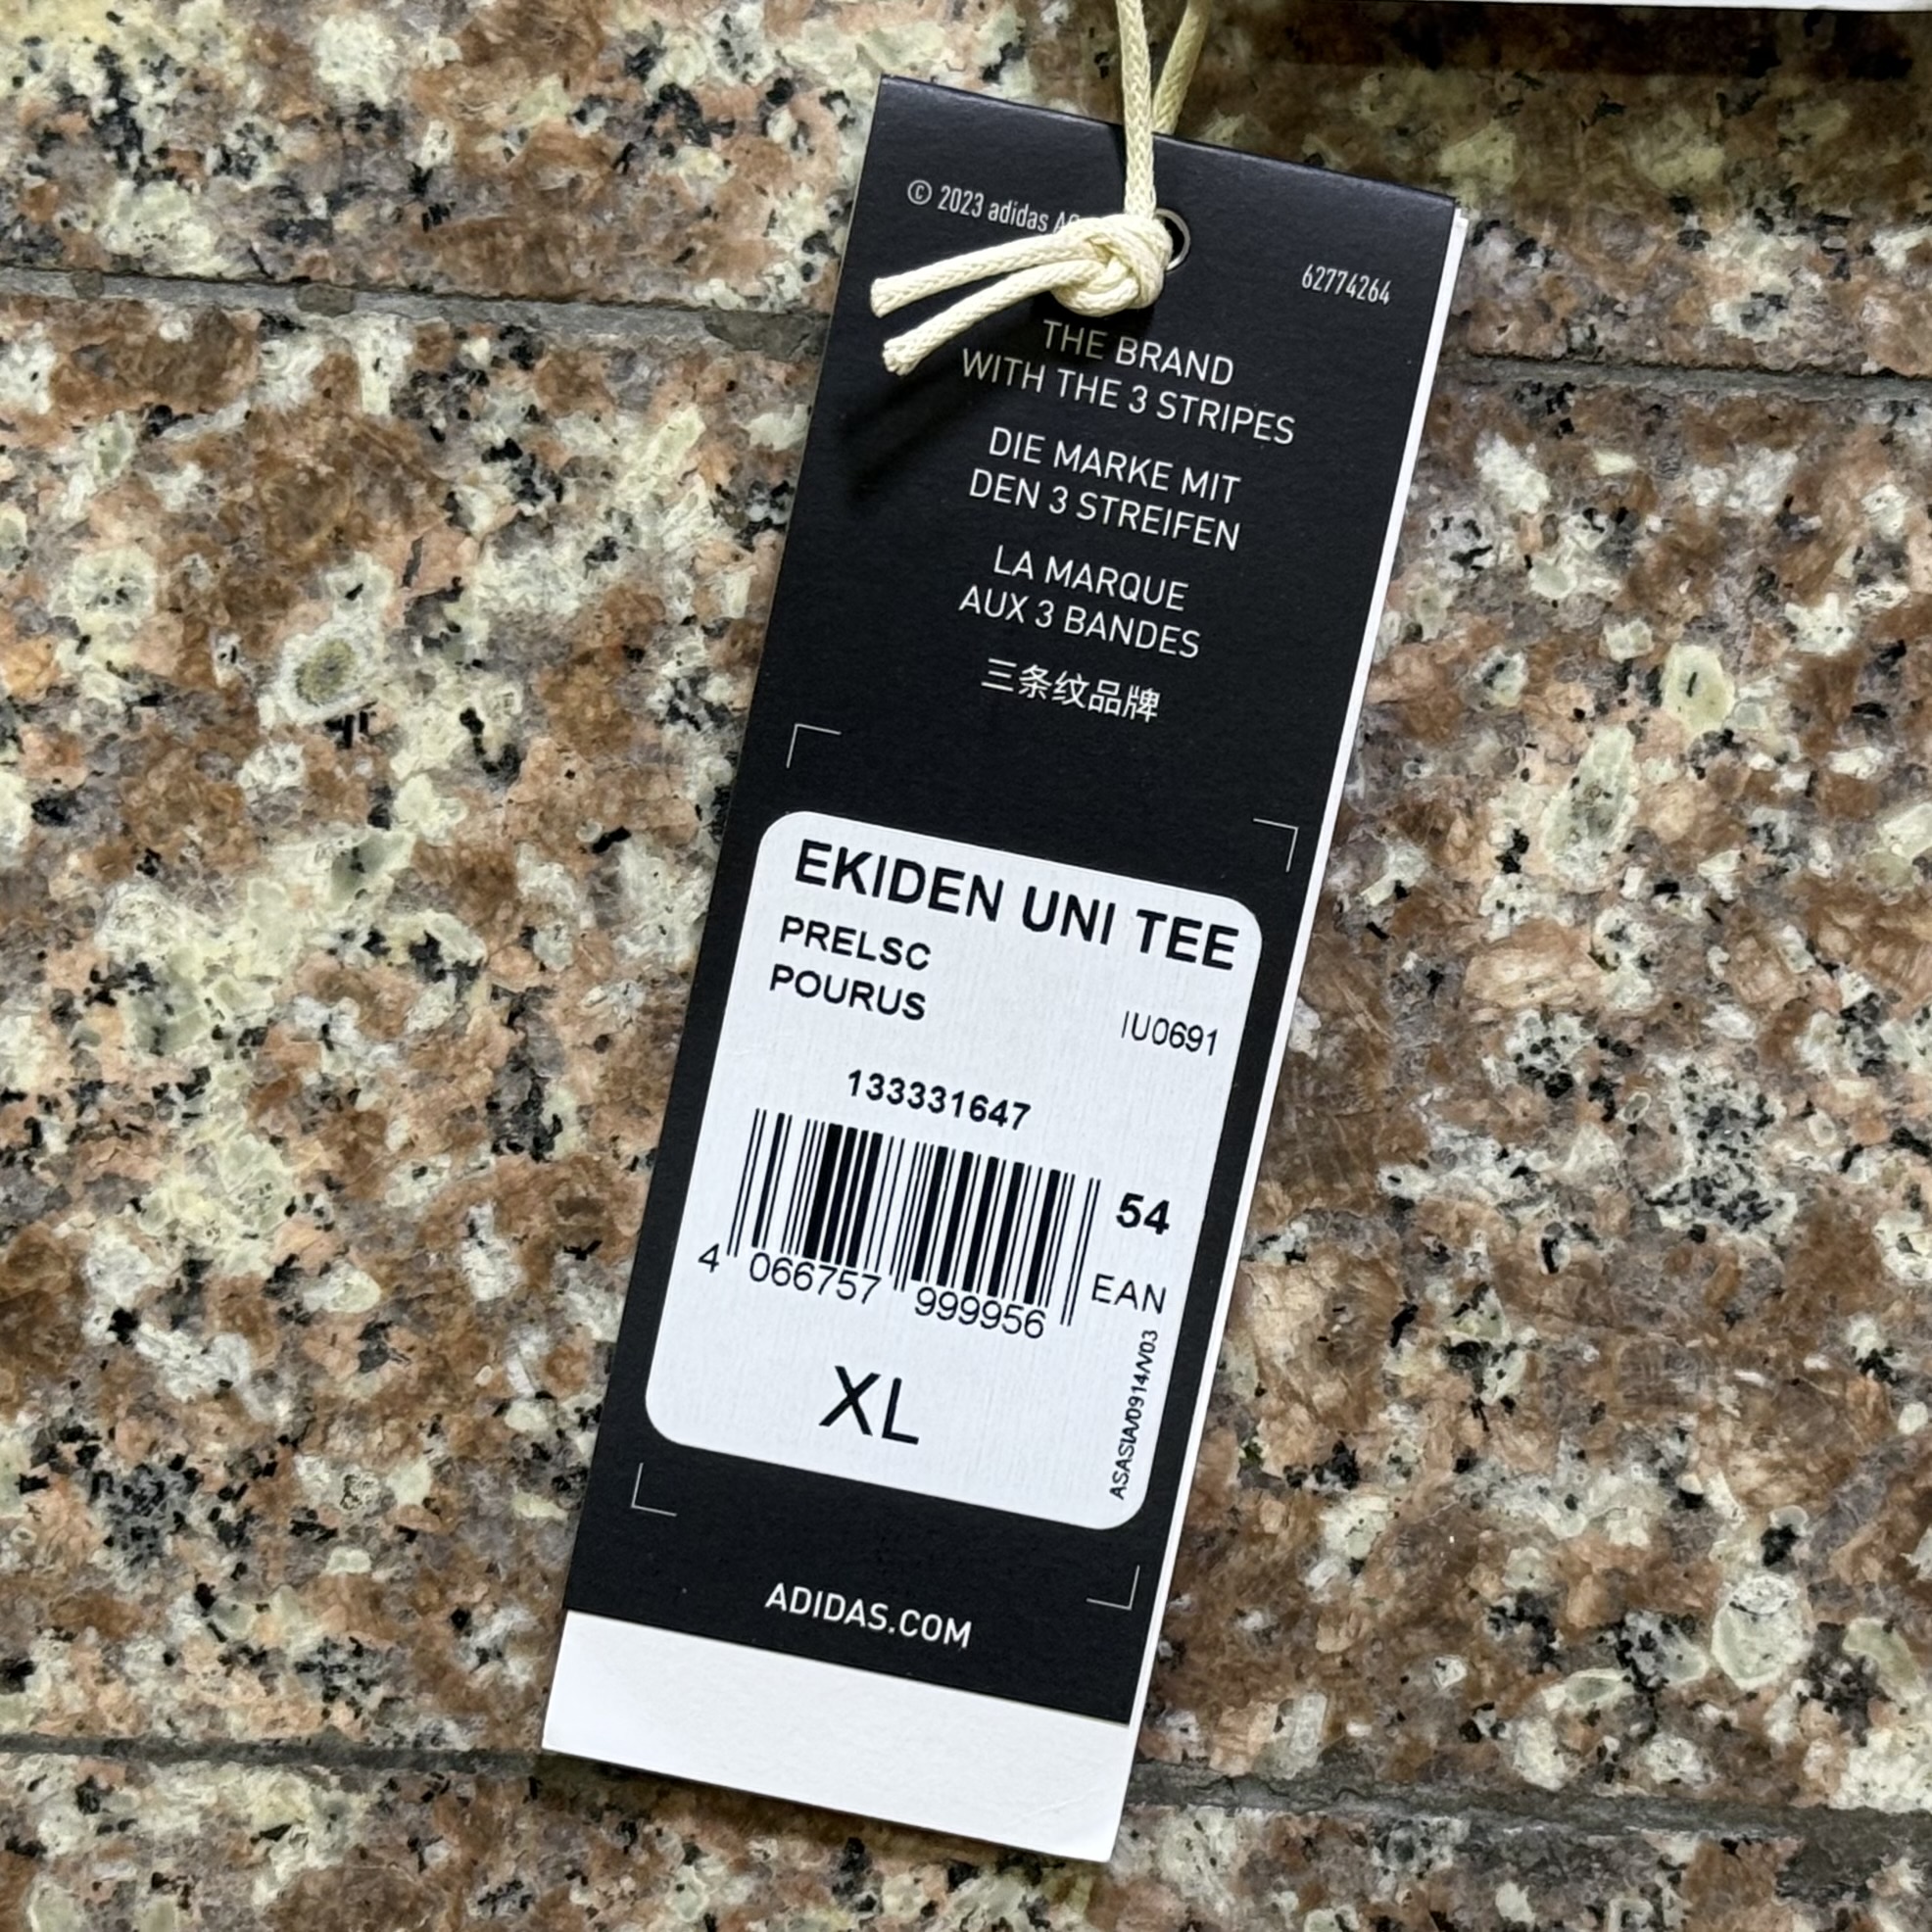 © 2023 adidas
62774264
THE BRAND
WITH THE 3 STRIPES
DIE MARKE MIT
DEN 3 STREIFEN
LA MARQUE
AUX 3 BANDES
三条纹品牌
EKIDEN UNI TEE
PRELSC
POURUS
IU0691
133331647
54
4 066757 999956
EAN
XL
ASASIA/0914/V03
ADIDAS.COM